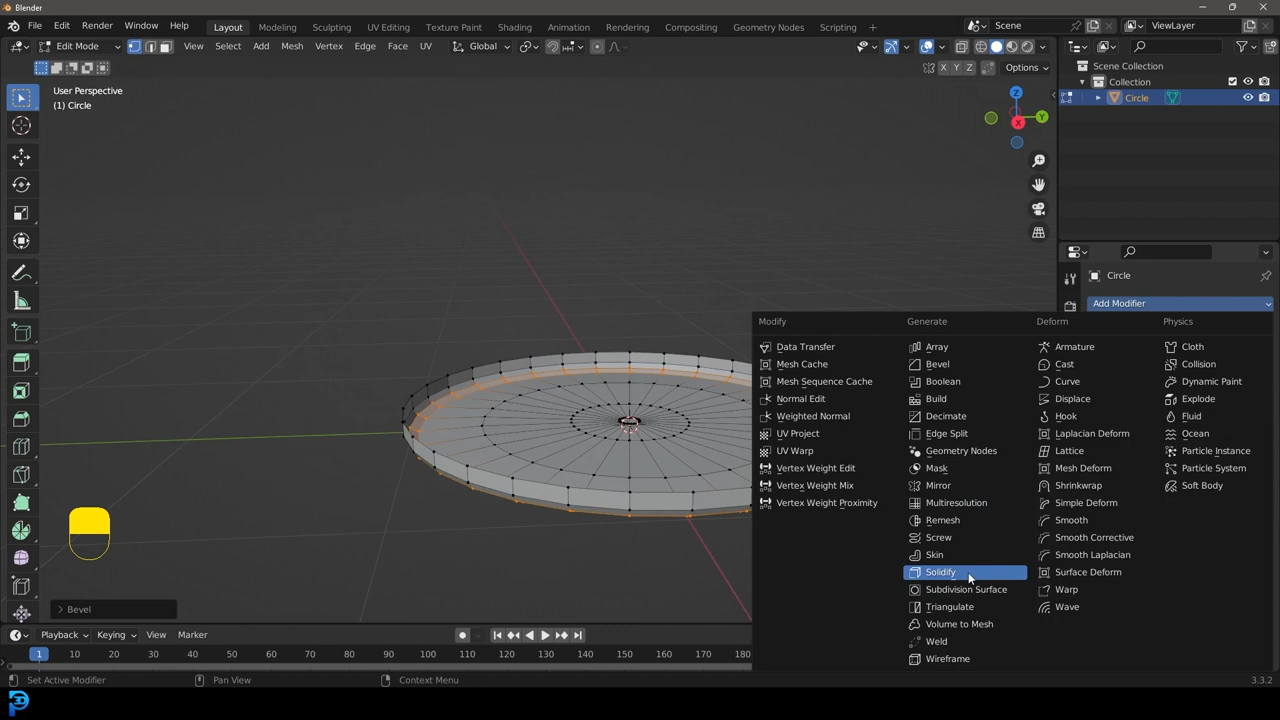 Blender
File Edit Render Window Help Layout Modeling Sculpting UV Editing Texture Paint Shading Animation Rendering Compositing Geometry Nodes Scripting + Scene ViewLayer
Edit Mode View Select Add Mesh Vertex Edge Face UV Global
X Y Z Options
User Perspective
(1) Circle
Z
X
Y
Scene Collection
Collection
Circle
Circle
Add Modifier
Modify Generate Deform Physics
Data Transfer Array Armature Cloth
Mesh Cache Bevel Cast Collision
Mesh Sequence Cache Boolean Curve Dynamic Paint
Normal Edit Build Displace Explode
Weighted Normal Decimate Hook Fluid
UV Project Edge Split Laplacian Deform Ocean
UV Warp Geometry Nodes Lattice Particle Instance
Vertex Weight Edit Mask Mesh Deform Particle System
Vertex Weight Mix Mirror Shrinkwrap Soft Body
Vertex Weight Proximity Multiresolution Simple Deform
Remesh Smooth
Screw Smooth Corrective
Skin Smooth Laplacian
Solidify Surface Deform
Subdivision Surface Warp
Triangulate Wave
Volume to Mesh
Weld
Wireframe
Bevel
Playback Keying View Marker
1 10 20 30 40 50 60 70 80 90 100 110 120 130 140 150 160 170 180
Set Active Modifier Pan View Context Menu 3.3.2